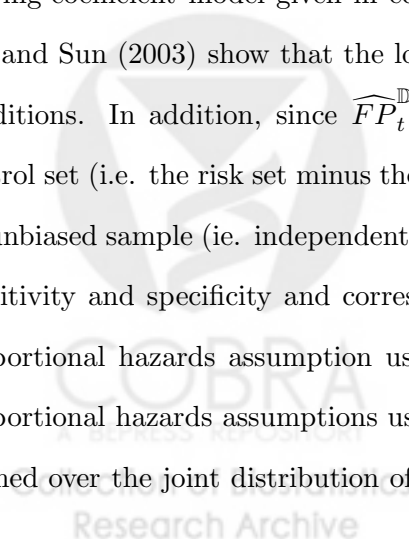 ing coefficient model given in
and Sun (2003) show that the lo
ditions. In addition, since \widehat{FP}_t^{\mathbb{D}}
rol set (i.e. the risk set minus the
unbiased sample (ie. independent
itivity and specificity and corres
portional hazards assumption us
portional hazards assumptions us
ned over the joint distribution of
COBRA
A BEPRESS REPOSITORY
Collection of Biostatistics
Research Archive